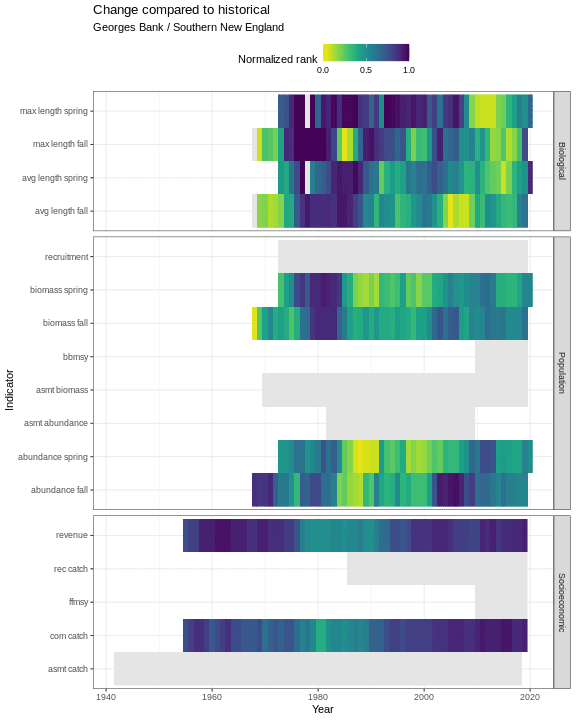 Change compared to historical
Georges Bank / Southern New England
Normalized rank
0.0 0.5 1.0
max length spring
max length fall
avg length spring
avg length fall
Biological
recruitment
biomass spring
biomass fall
bbmsy
asmt biomass
asmt abundance
abundance spring
abundance fall
Population
revenue
rec catch
ffmsy
com catch
asmt catch
Socioeconomic
Indicator
1940 1960 1980 2000 2020
Year